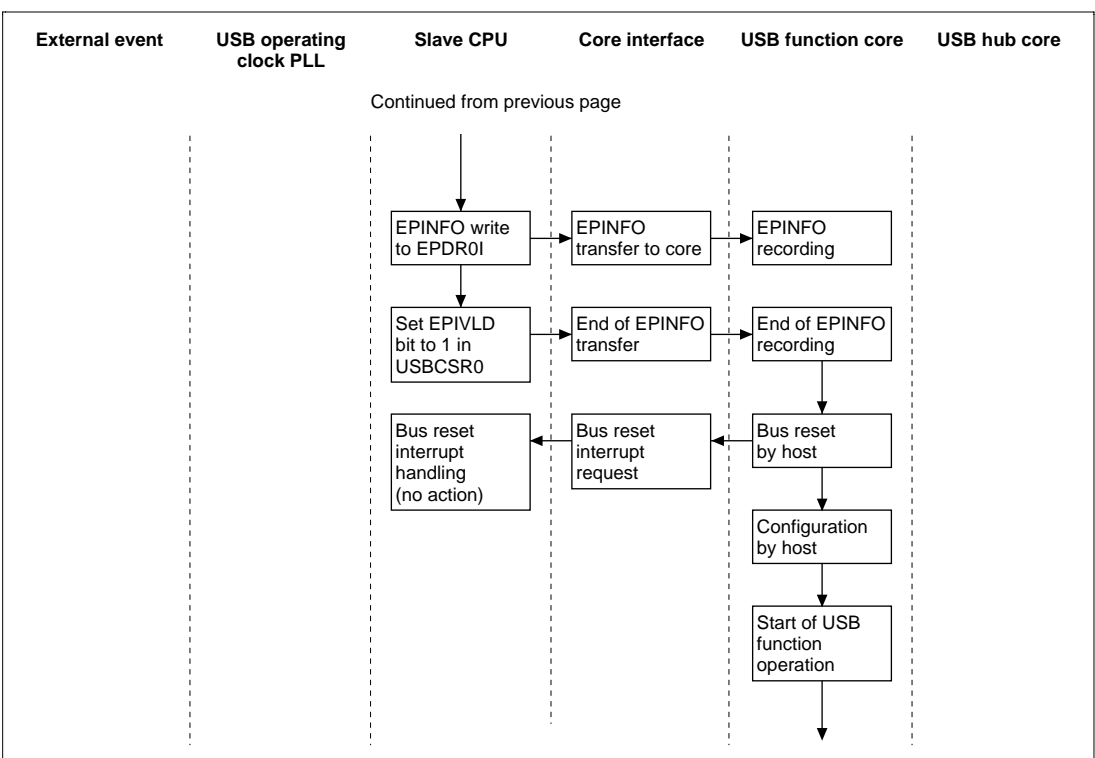 External event
USB operating
clock PLL
Slave CPU
Core interface
USB function core
USB hub core
Continued from previous page
EPINFO write
to EPDR0I
EPINFO
transfer to core
EPINFO
recording
Set EPIVLD
bit to 1 in
USBCSR0
End of EPINFO
transfer
End of EPINFO
recording
Bus reset
interrupt
handling
(no action)
Bus reset
interrupt
request
Bus reset
by host
Configuration
by host
Start of USB
function
operation